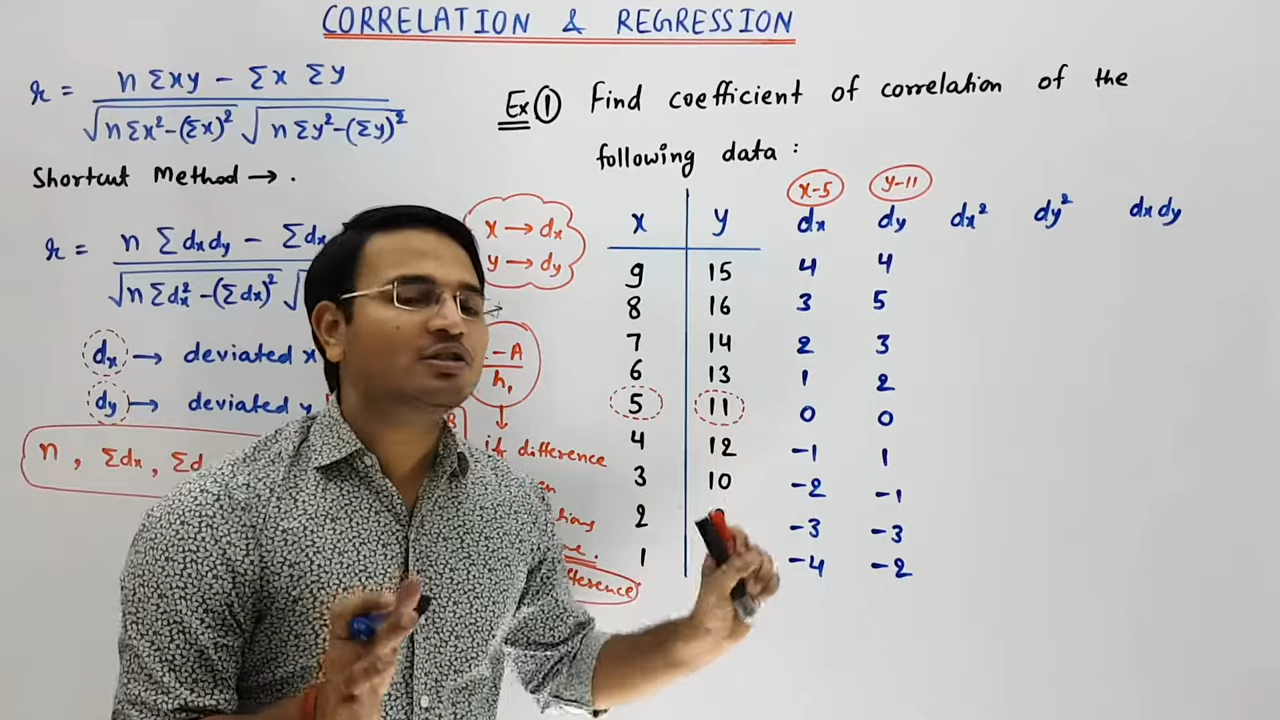 CORRELATION & REGRESSION
r = n Σxy - Σx Σy
√nΣx²-(Σx)² √nΣy²-(Σy)²
Shortcut Method → .
r = n Σdxdy - Σdx
√nΣdx²-(Σdx)² √
dx → deviated x
dy → deviated y
n , Σdx, Σd
x → dx
y → dy
-A
h₁
if difference
Ex ① Find coefficient of correlation of the
following data :
x-5 y-11
x y dx dy dx² dy² dxdy
9 15 4 4
8 16 3 5
7 14 2 3
6 13 1 2
5 11 0 0
4 12 -1 1
3 10 -2 -1
2 -3 -3
1 -4 -2